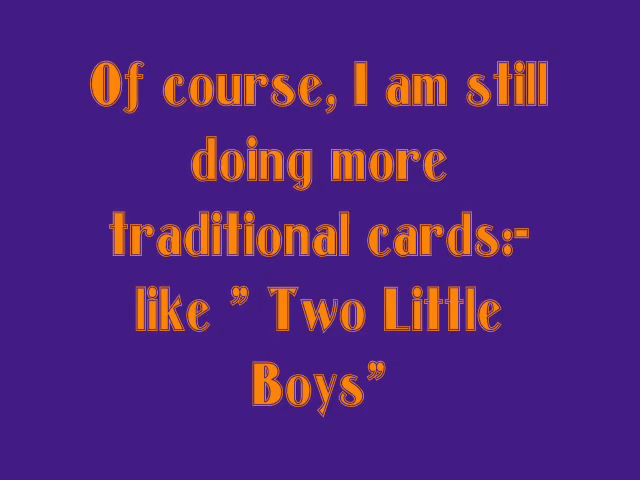 Of course, I am still
doing more
traditional cards:-
like ” Two Little
Boys”